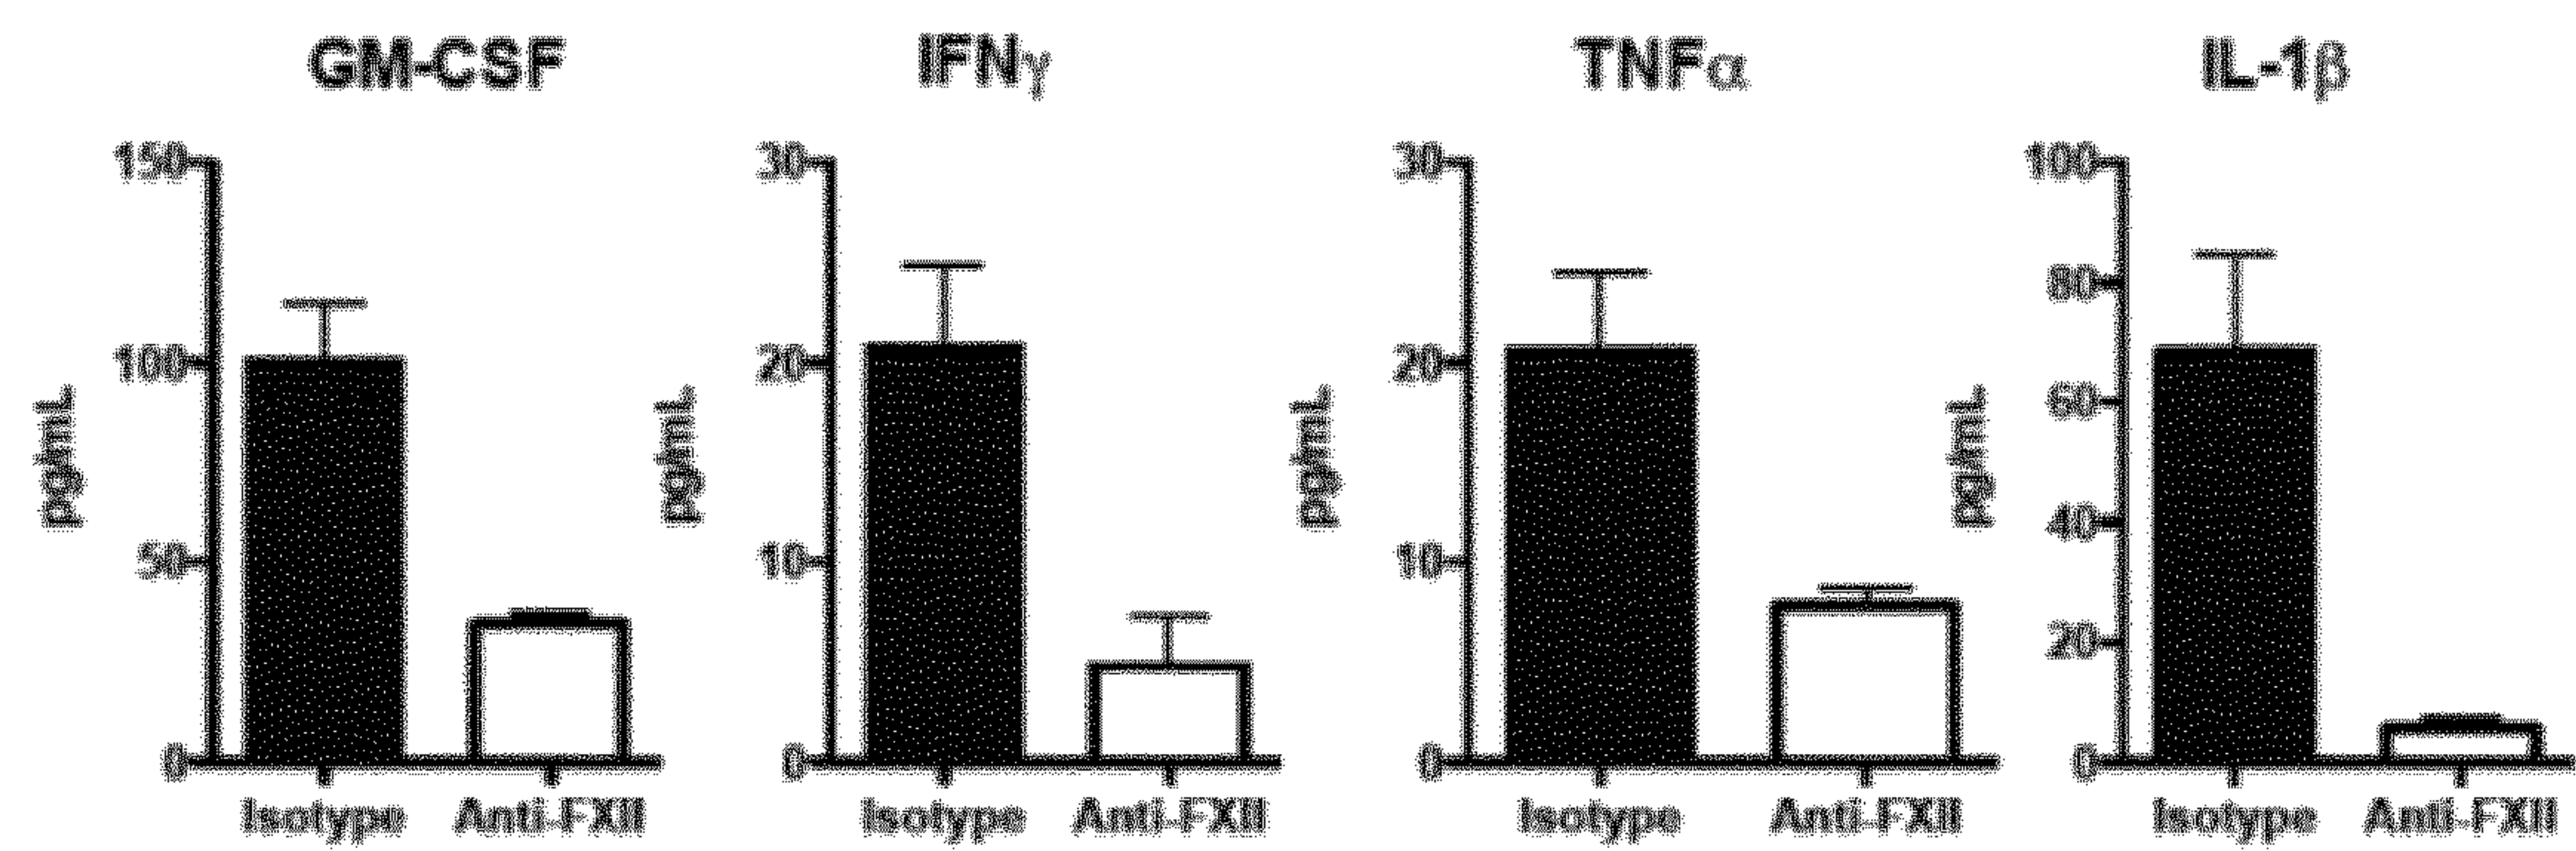 GM-CSF
150
100
50
0
pg/mL
Isotype Anti-FXII
IFNγ
30
20
10
0
pg/mL
Isotype Anti-FXII
TNFα
30
20
10
0
pg/mL
Isotype Anti-FXII
IL-1β
100
80
60
40
20
0
pg/mL
Isotype Anti-FXII